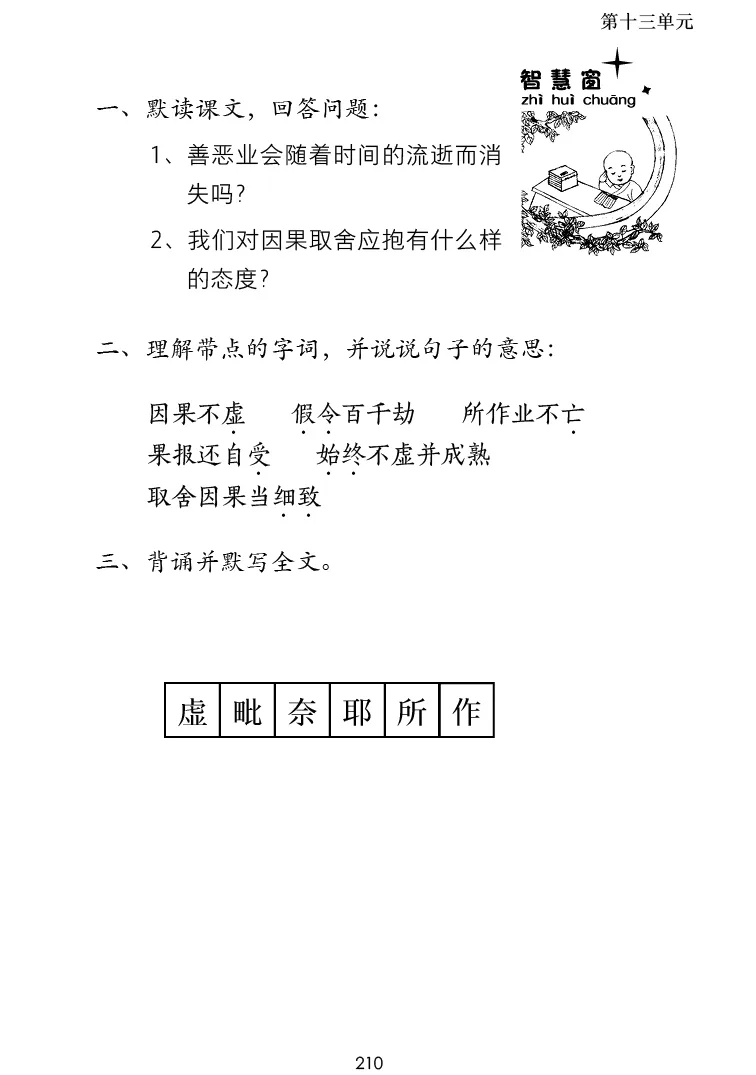 第十三单元
智慧窗
zhì huì chuāng
一、默读课文，回答问题：
1、善恶业会随着时间的流逝而消
失吗？
2、我们对因果取舍应抱有什么样
的态度？
二、理解带点的字词，并说说句子的意思：
因果不虚 假令百千劫 所作业不亡
果报还自受 始终不虚并成熟
取舍因果当细致
三、背诵并默写全文。
虚毗奈耶所作
210